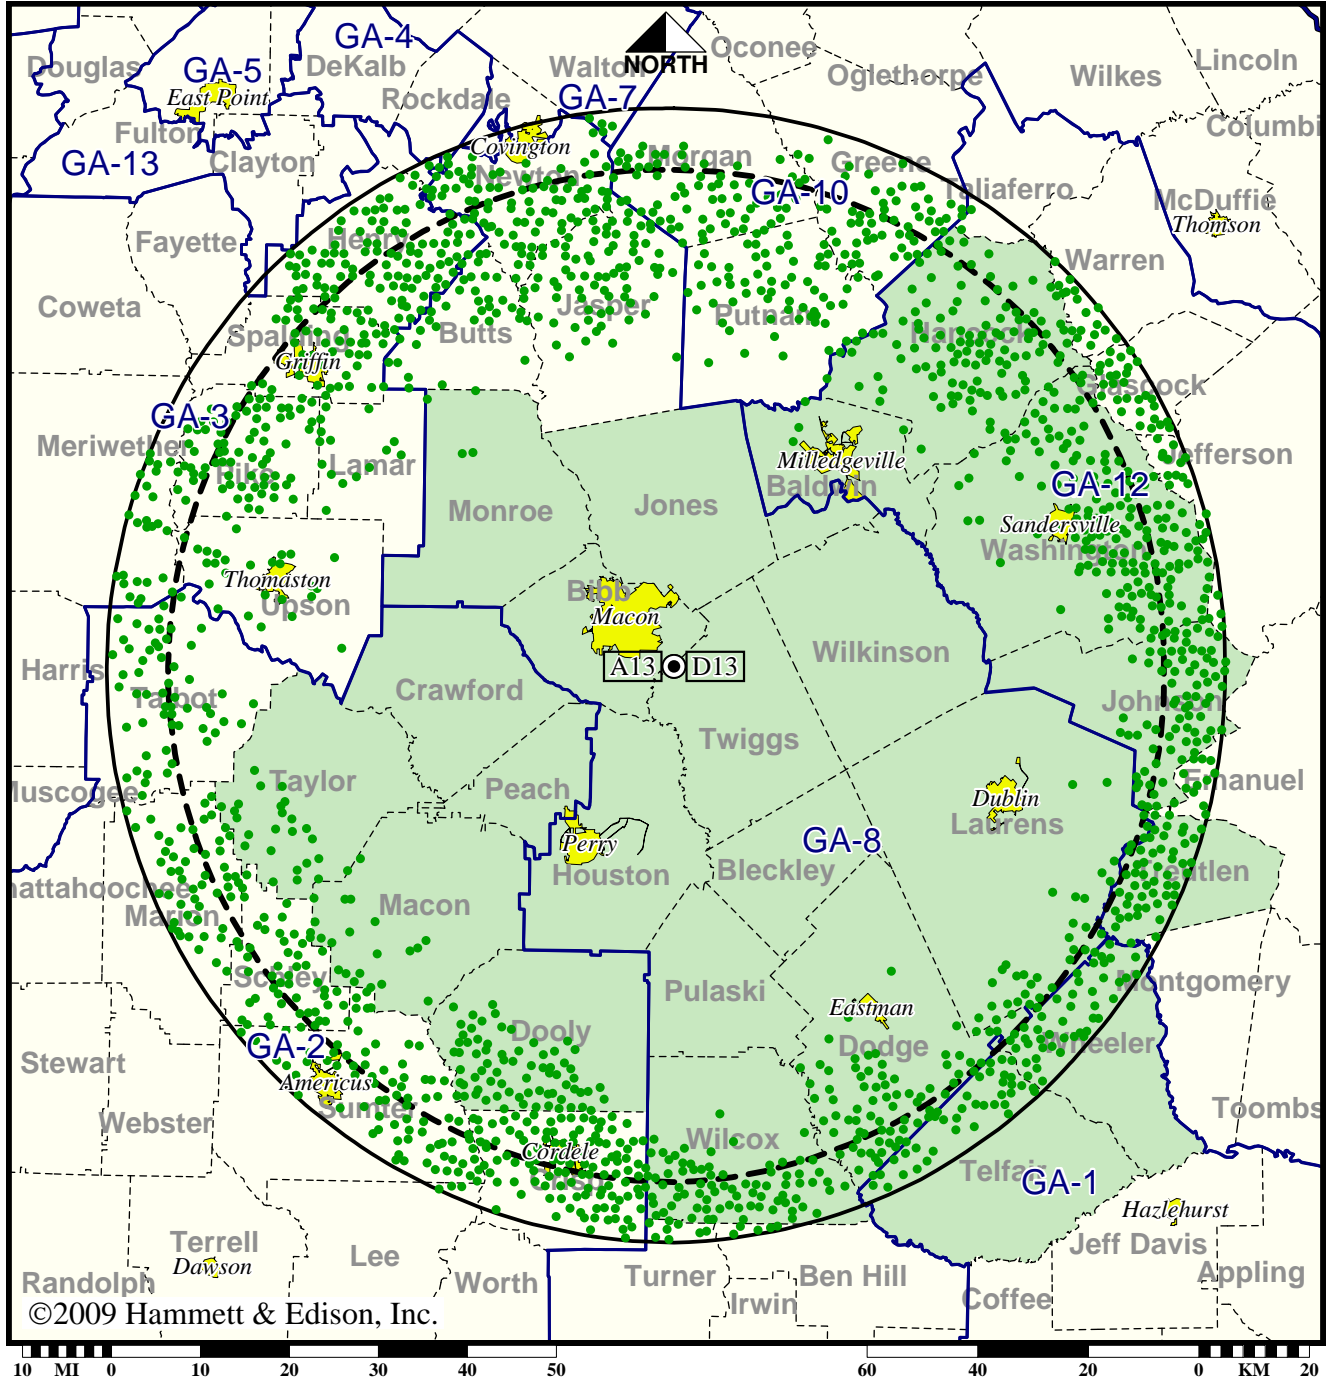 GA-4
Oconee
Douglas
GA-5
DeKalb
Walton
NORTH
Oglethorpe
Wilkes
Lincoln
East Point
Rockdale
GA-7
Fulton
Covington
Columbi
GA-13
Clayton
Newton
Morgan
Greene
GA-10
Taliaferro
McDuffie
Thomson
Fayette
Henry
Warren
Coweta
Spalding
Butts
Jasper
Putnam
Hancock
Griffin
Glascock
GA-3
Meriwether
Pike
Lamar
Milledgeville
Baldwin
GA-12
Jefferson
Monroe
Jones
Sandersville
Washington
Thomaston
Upson
Bibb
Macon
Harris
Talbot
Crawford
A13
D13
Wilkinson
Johnson
Twiggs
Muscogee
Taylor
Peach
Dublin
Laurens
Emanuel
Perry
Houston
GA-8
Bleckley
Treutlen
hattahoochee
Marion
Macon
Schley
Pulaski
Montgomery
Eastman
Dodge
Dooly
Wheeler
GA-2
Stewart
Americus
Sumter
Webster
Toombs
Cordele
Crisp
Wilcox
Telfair
GA-1
Hazlehurst
Terrell
Dawson
Lee
Jeff Davis
Randolph
Worth
Turner
Ben Hill
Irwin
Coffee
Appling
©2009 Hammett & Edison, Inc.
10 MI 0 10 20 30 40 50
60 40 20 0 KM 20